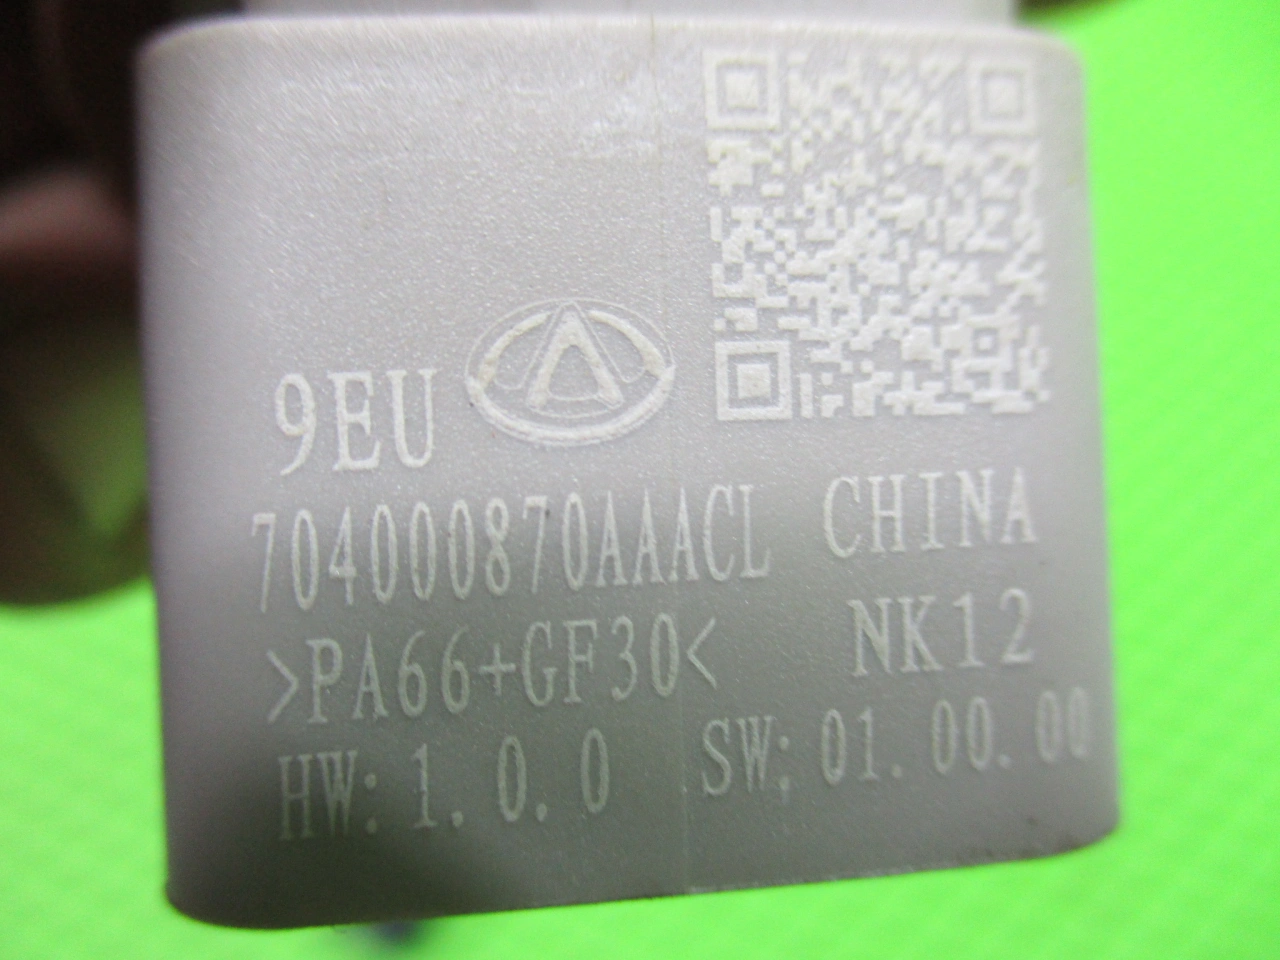 9EU
704000870AAACL CHINA
>PA66+GF30< NK12
HW: 1. 0. 0 SW: 01. 00. 00